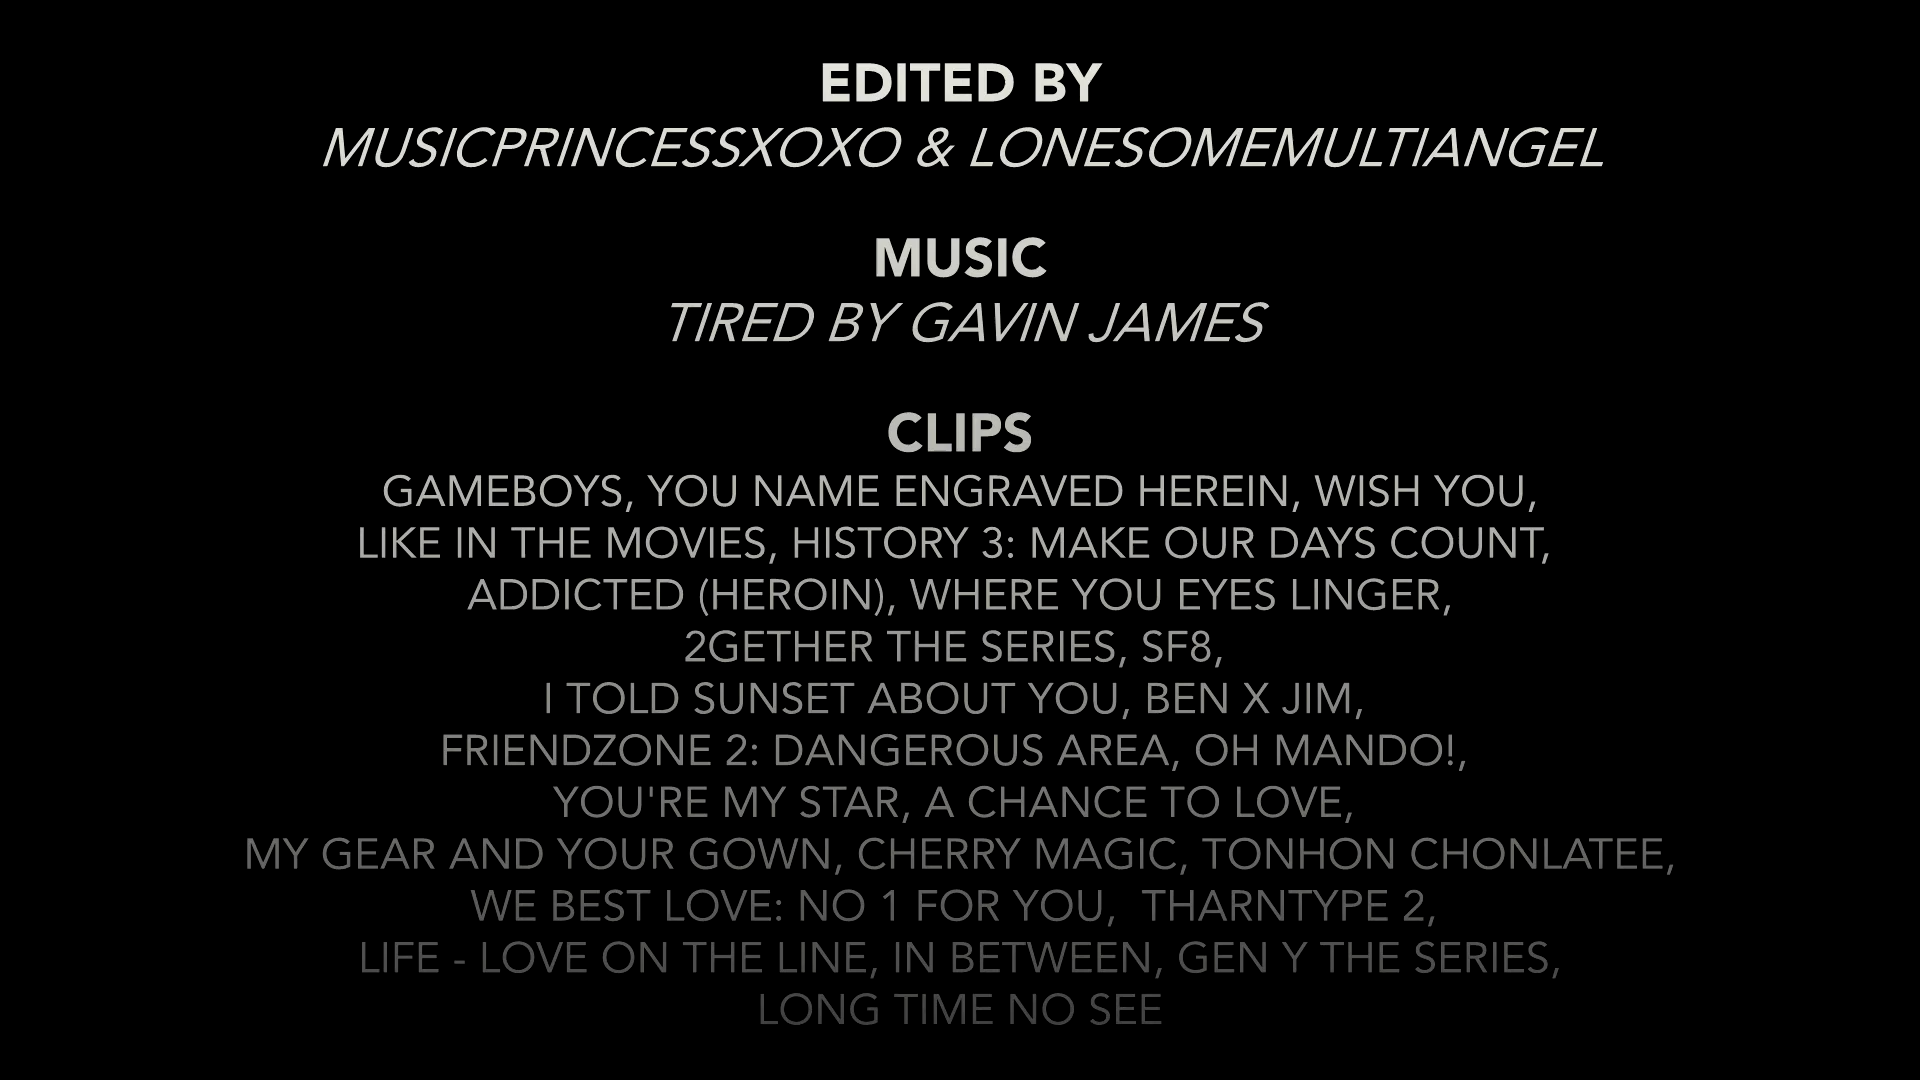 EDITED BY
MUSICPRINCESSXOXO & LONESOMEMULTIANGEL
MUSIC
TIRED BY GAVIN JAMES
CLIPS
GAMEBOYS, YOU NAME ENGRAVED HEREIN, WISH YOU,
LIKE IN THE MOVIES, HISTORY 3: MAKE OUR DAYS COUNT,
ADDICTED (HEROIN), WHERE YOU EYES LINGER,
2GETHER THE SERIES, SF8,
I TOLD SUNSET ABOUT YOU, BEN X JIM,
FRIENDZONE 2: DANGEROUS AREA, OH MANDO!,
YOU'RE MY STAR, A CHANCE TO LOVE,
MY GEAR AND YOUR GOWN, CHERRY MAGIC, TONHON CHONLATEE,
WE BEST LOVE: NO 1 FOR YOU,  THARNTYPE 2,
LIFE - LOVE ON THE LINE, IN BETWEEN, GEN Y THE SERIES,
LONG TIME NO SEE